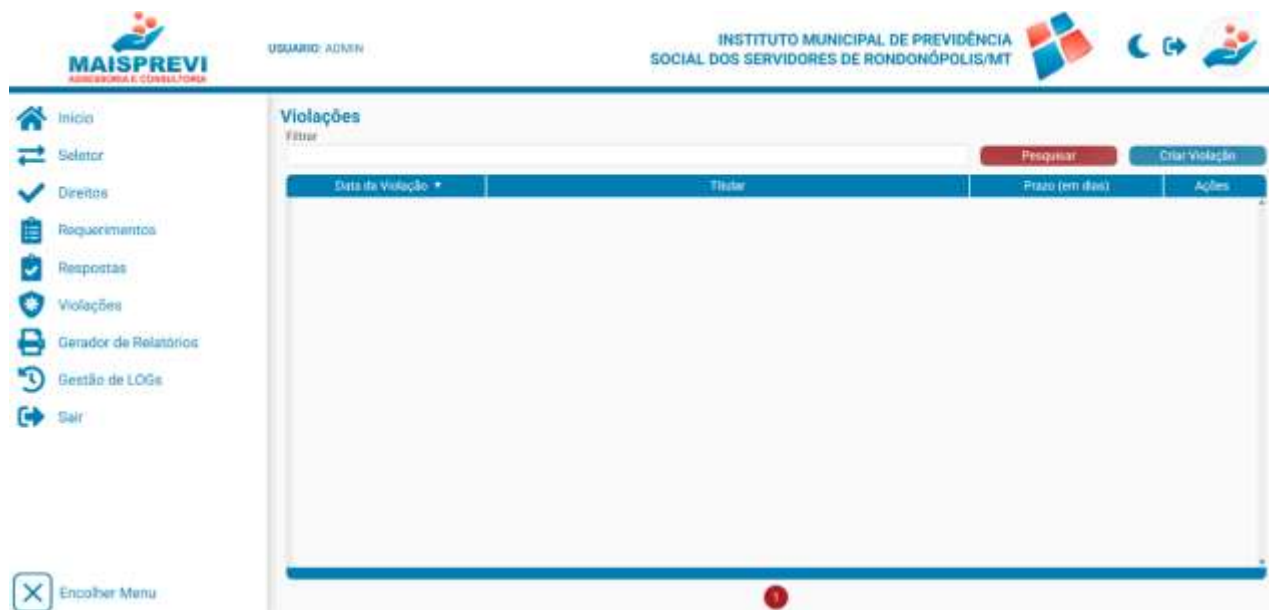 MAISPREVI
ASSESSORIA E CONSULTORIA
USUARIO: ADMIN
INSTITUTO MUNICIPAL DE PREVIDÊNCIA
SOCIAL DOS SERVIDORES DE RONDONÓPOLIS/MT
Início
Seletor
Direitos
Requerimentos
Respostas
Violações
Gerador de Relatórios
Gestão de LOGs
Sair
Encolher Menu
Violações
Filtrar
Pesquisar
Criar Violação
Data da Violação ▼
Titular
Prazo (em dias)
Ações
1